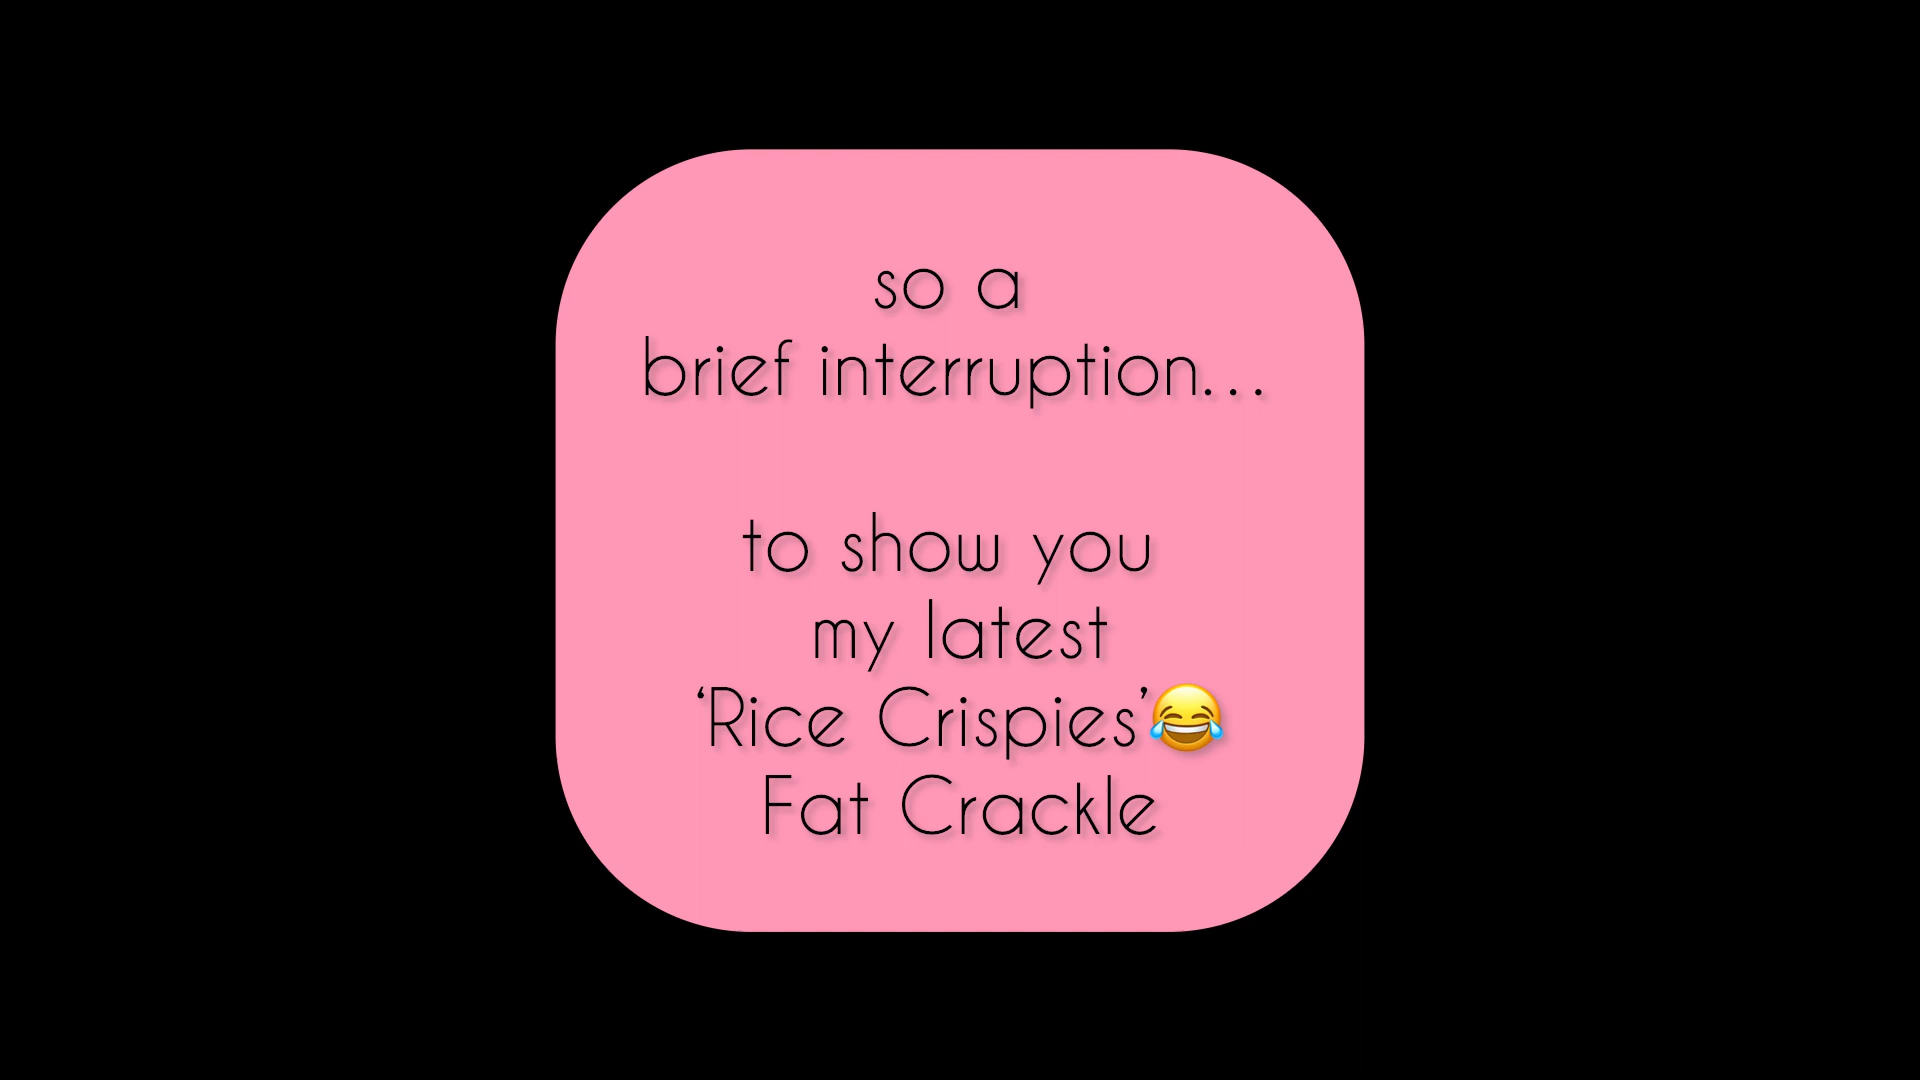 so a
brief interruption...
to show you
my latest
‘Rice Crispies’😂
Fat Crackle